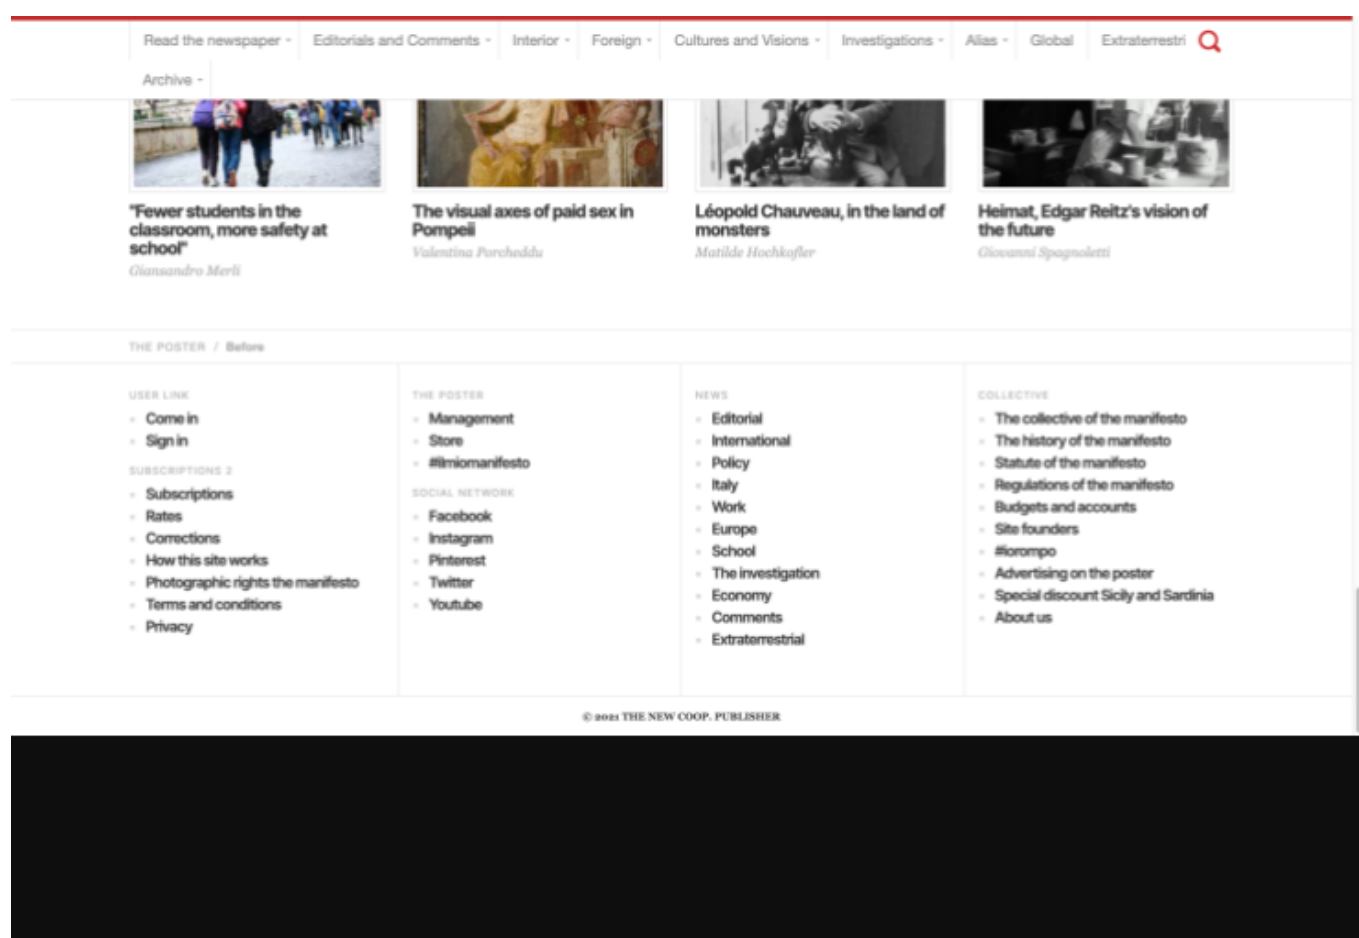 Read the newspaper
Editorials and Comments
Interior
Foreign
Cultures and Visions
Investigations
Alias
Global
Extraterrestri
Archive
"Fewer students in the
classroom, more safety at
school"
Giansandro Merli
The visual axes of paid sex in
Pompeii
Valentina Porcheddu
Léopold Chauveau, in the land of
monsters
Matilde Hochkofler
Heimat, Edgar Reitz's vision of
the future
Giovanni Spagnoletti
THE POSTER / Before
USER LINK
Come in
Sign in
SUBSCRIPTIONS 2
Subscriptions
Rates
Corrections
How this site works
Photographic rights the manifesto
Terms and conditions
Privacy
THE POSTER
Management
Store
#ilmiomanifesto
SOCIAL NETWORK
Facebook
Instagram
Pinterest
Twitter
Youtube
NEWS
Editorial
International
Policy
Italy
Work
Europe
School
The investigation
Economy
Comments
Extraterrestrial
COLLECTIVE
The collective of the manifesto
The history of the manifesto
Statute of the manifesto
Regulations of the manifesto
Budgets and accounts
Site founders
#iorompo
Advertising on the poster
Special discount Sicily and Sardinia
About us
© 2021 THE NEW COOP. PUBLISHER